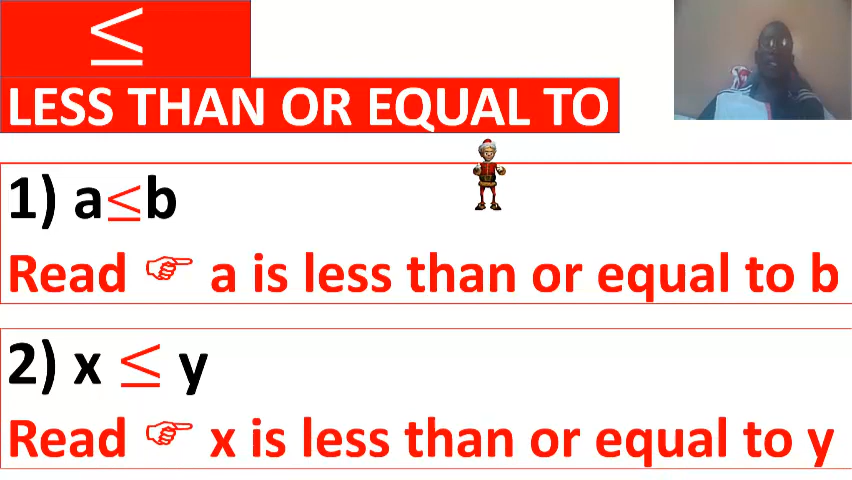 ≤
LESS THAN OR EQUAL TO
1) a≤b
Read ☞ a is less than or equal to b
2) x ≤ y
Read ☞ x is less than or equal to y